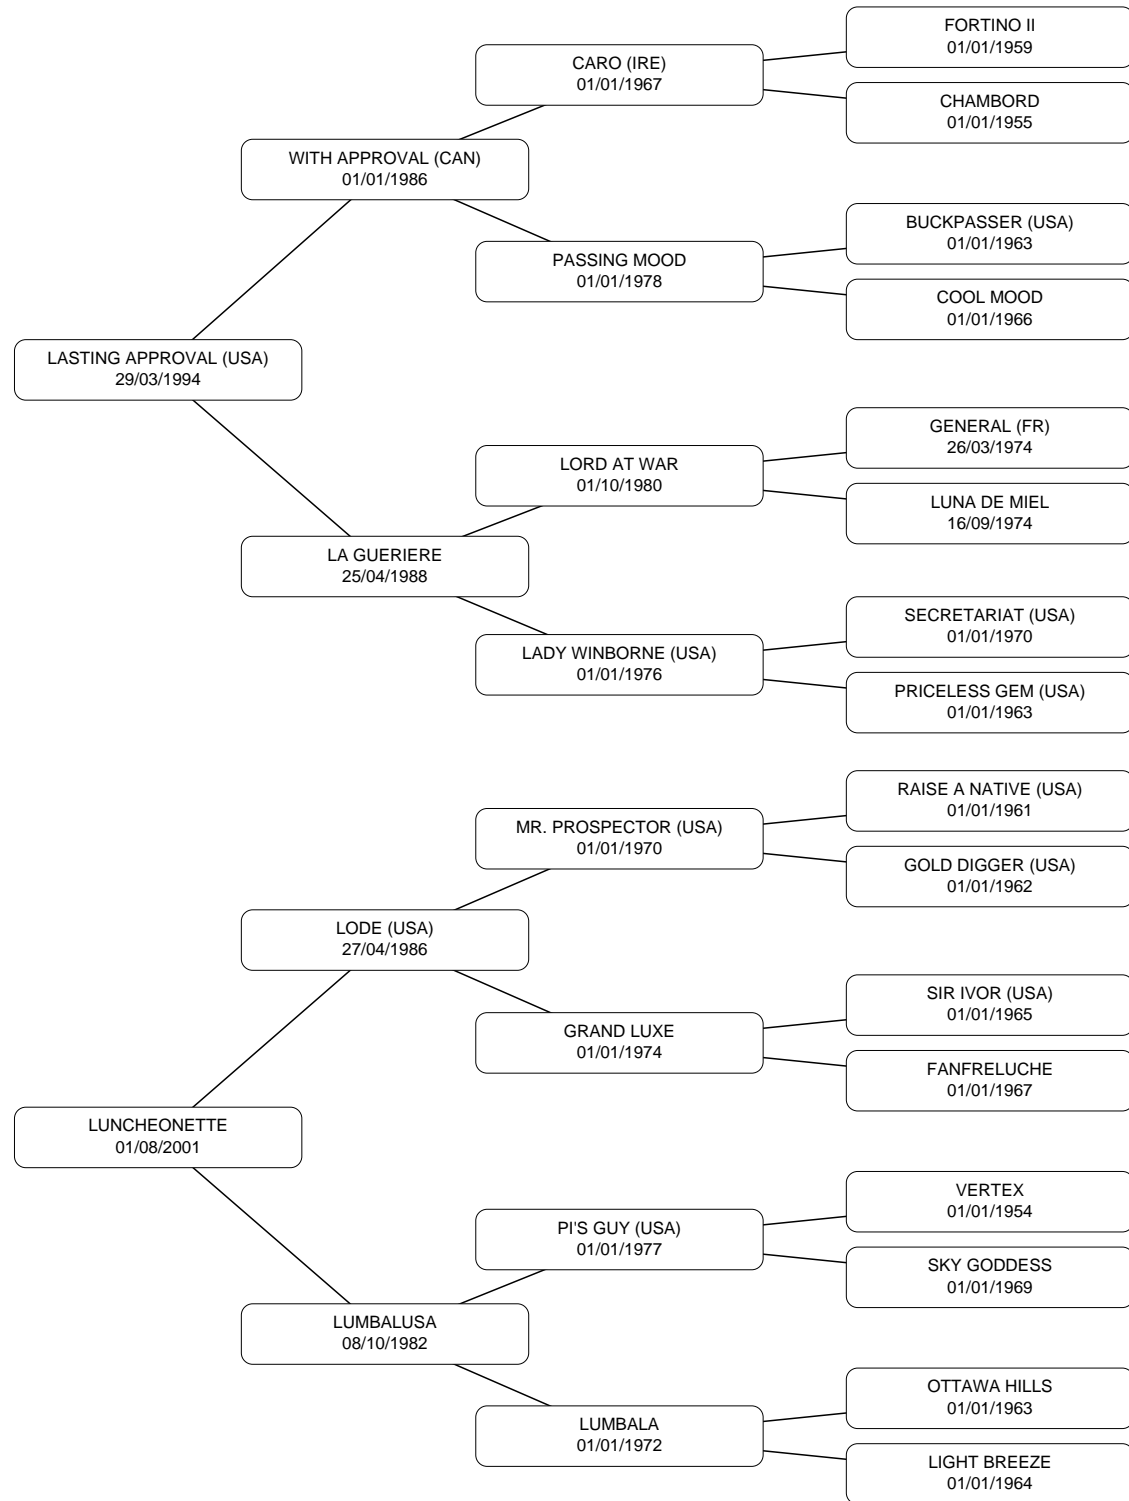 FORTINO II
01/01/1959
CARO (IRE)
01/01/1967
CHAMBORD
01/01/1955
WITH APPROVAL (CAN)
01/01/1986
BUCKPASSER (USA)
01/01/1963
PASSING MOOD
01/01/1978
COOL MOOD
01/01/1966
LASTING APPROVAL (USA)
29/03/1994
GENERAL (FR)
26/03/1974
LORD AT WAR
01/10/1980
LUNA DE MIEL
16/09/1974
LA GUERIERE
25/04/1988
SECRETARIAT (USA)
01/01/1970
LADY WINBORNE (USA)
01/01/1976
PRICELESS GEM (USA)
01/01/1963
RAISE A NATIVE (USA)
01/01/1961
MR. PROSPECTOR (USA)
01/01/1970
GOLD DIGGER (USA)
01/01/1962
LODE (USA)
27/04/1986
SIR IVOR (USA)
01/01/1965
GRAND LUXE
01/01/1974
FANFRELUCHE
01/01/1967
LUNCHEONETTE
01/08/2001
VERTEX
01/01/1954
PI'S GUY (USA)
01/01/1977
SKY GODDESS
01/01/1969
LUMBALUSA
08/10/1982
OTTAWA HILLS
01/01/1963
LUMBALA
01/01/1972
LIGHT BREEZE
01/01/1964